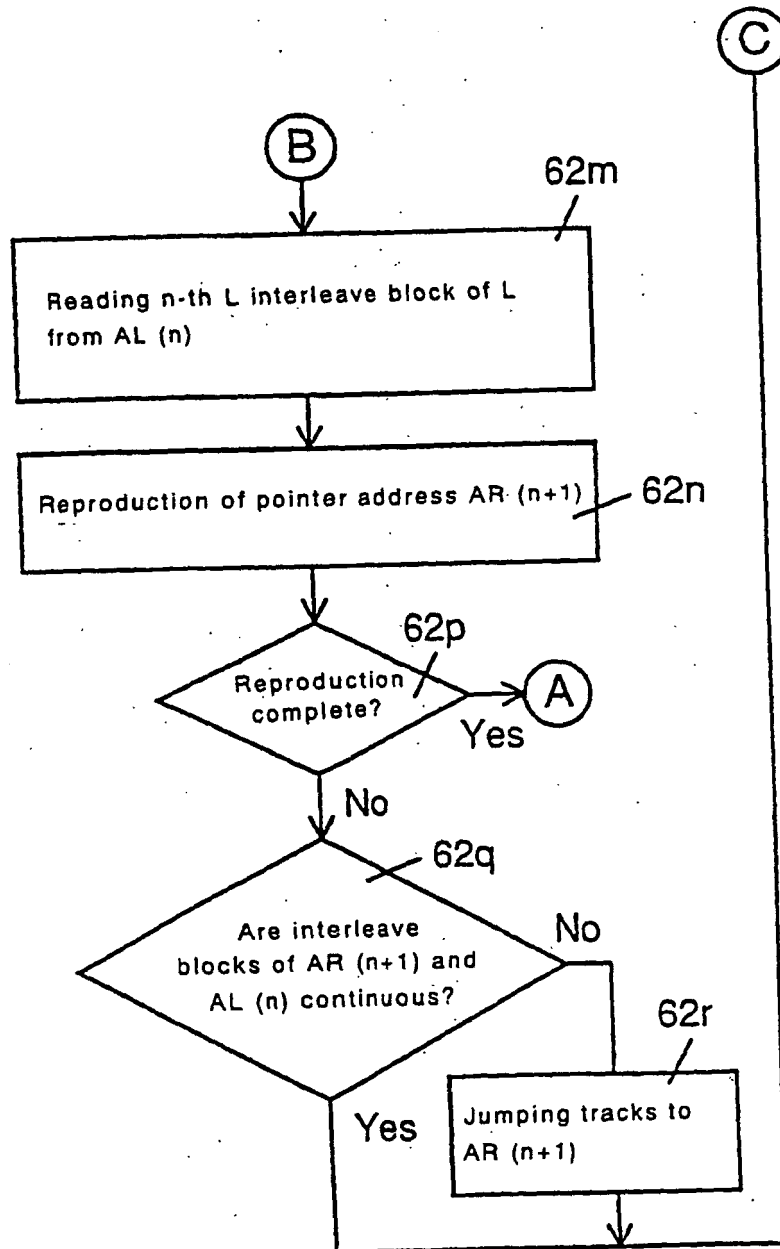 C
B
62m
Reading n-th L interleave block of L
from AL (n)
Reproduction of pointer address AR (n+1)
62n
62p
Reproduction
complete?
A
Yes
No
62q
Are interleave
blocks of AR (n+1) and
AL (n) continuous?
No
62r
Jumping tracks to
AR (n+1)
Yes